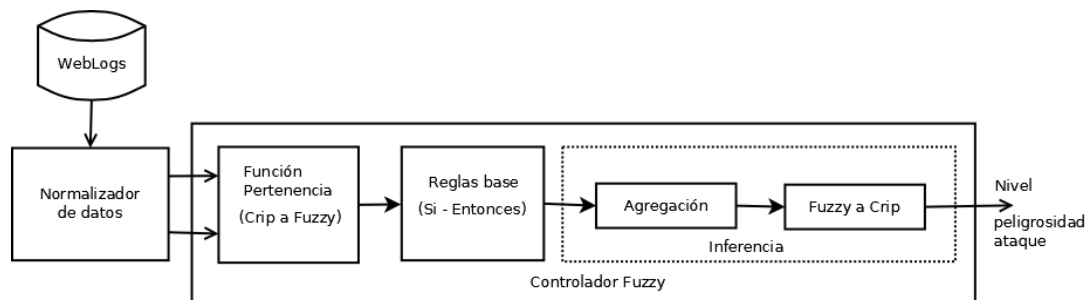 WebLogs
Normalizador
de datos
Función
Pertenencia
(Crip a Fuzzy)
Reglas base
(Si - Entonces)
Agregación
Fuzzy a Crip
Inferencia
Controlador Fuzzy
Nivel
peligrosidad
ataque